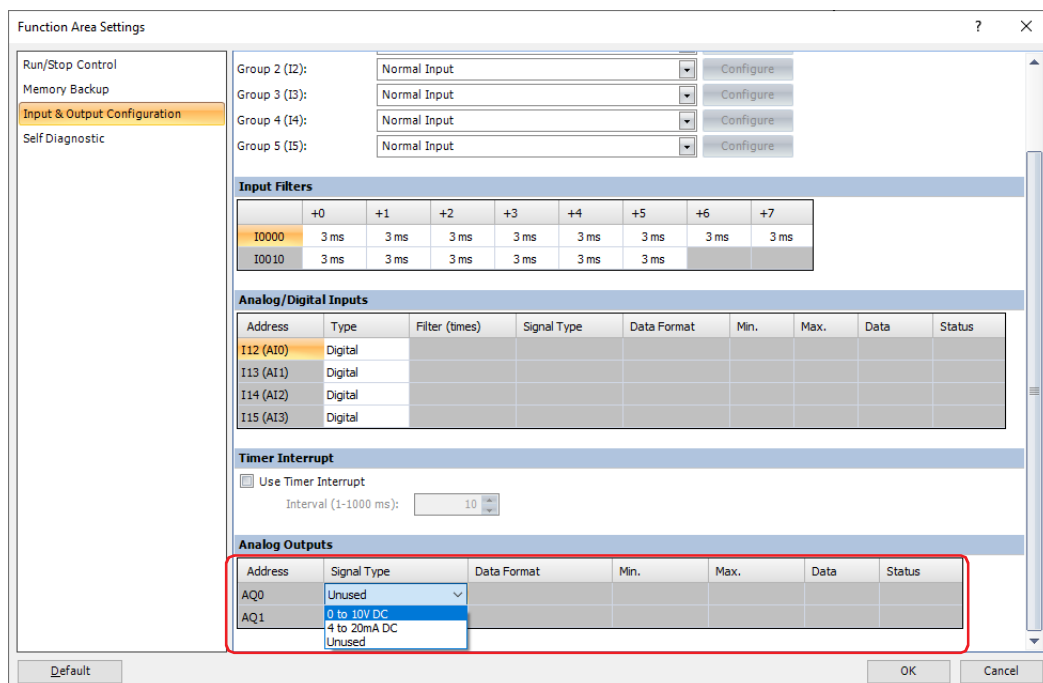 Function Area Settings ? ×
Run/Stop Control
Memory Backup
Input & Output Configuration
Self Diagnostic
Group 2 (I2): Normal Input Configure
Group 3 (I3): Normal Input Configure
Group 4 (I4): Normal Input Configure
Group 5 (I5): Normal Input Configure
Input Filters
+0 +1 +2 +3 +4 +5 +6 +7
I0000 3 ms 3 ms 3 ms 3 ms 3 ms 3 ms 3 ms 3 ms
I0010 3 ms 3 ms 3 ms 3 ms 3 ms 3 ms
Analog/Digital Inputs
Address Type Filter (times) Signal Type Data Format Min. Max. Data Status
I12 (AI0) Digital
I13 (AI1) Digital
I14 (AI2) Digital
I15 (AI3) Digital
Timer Interrupt
Use Timer Interrupt
Interval (1-1000 ms): 10
Analog Outputs
Address Signal Type Data Format Min. Max. Data Status
AQ0 Unused
AQ1 0 to 10V DC
4 to 20mA DC
Unused
Default OK Cancel